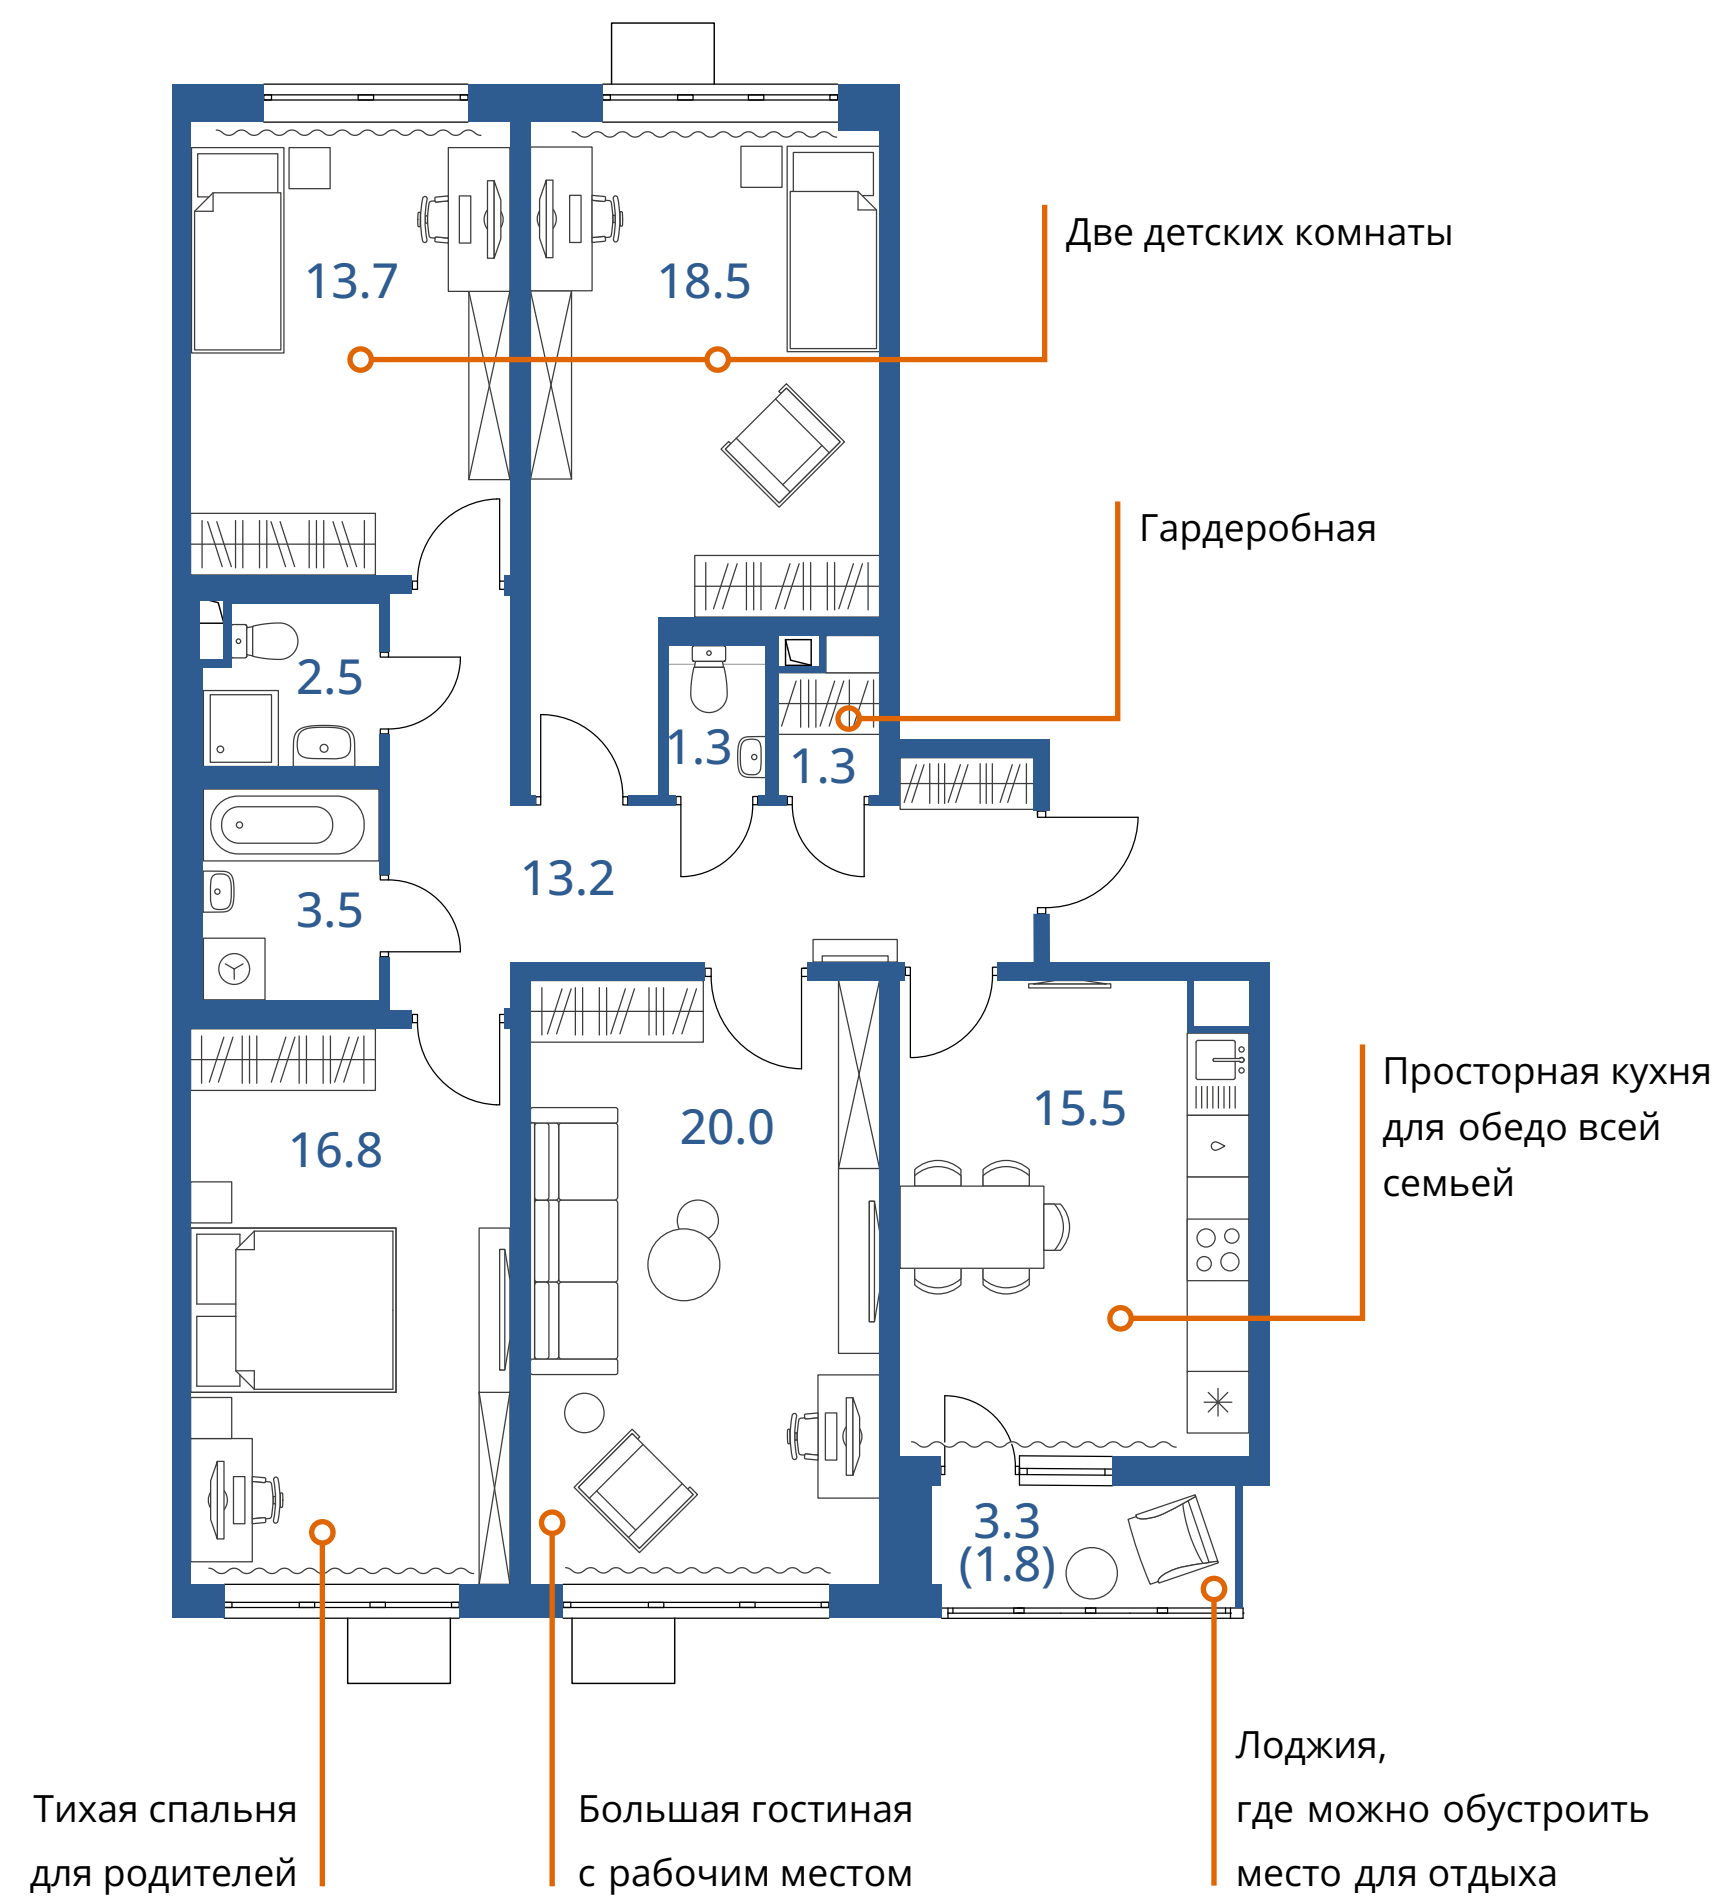 Две детских комнаты
13.7
18.5
Гардеробная
2.5
1.3
1.3
13.2
3.5
Просторная кухня
для обедо всей
семьей
15.5
20.0
16.8
3.3
(1.8)
Лоджия,
где можно обустроить
место для отдыха
Тихая спальня
для родителей
Большая гостиная
с рабочим местом